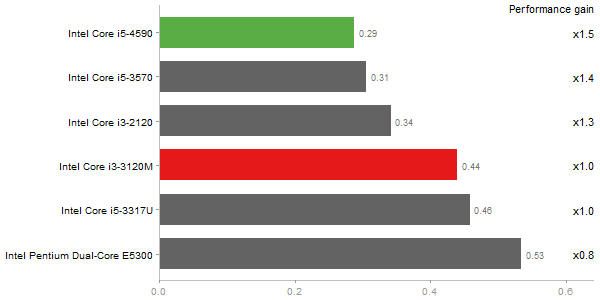 Performance gain
Intel Core i5-4590 0.29 x1.5
Intel Core i5-3570 0.31 x1.4
Intel Core i3-2120 0.34 x1.3
Intel Core i3-3120M 0.44 x1.0
Intel Core i5-3317U 0.46 x1.0
Intel Pentium Dual-Core E5300 0.53 x0.8
0.0 0.2 0.4 0.6